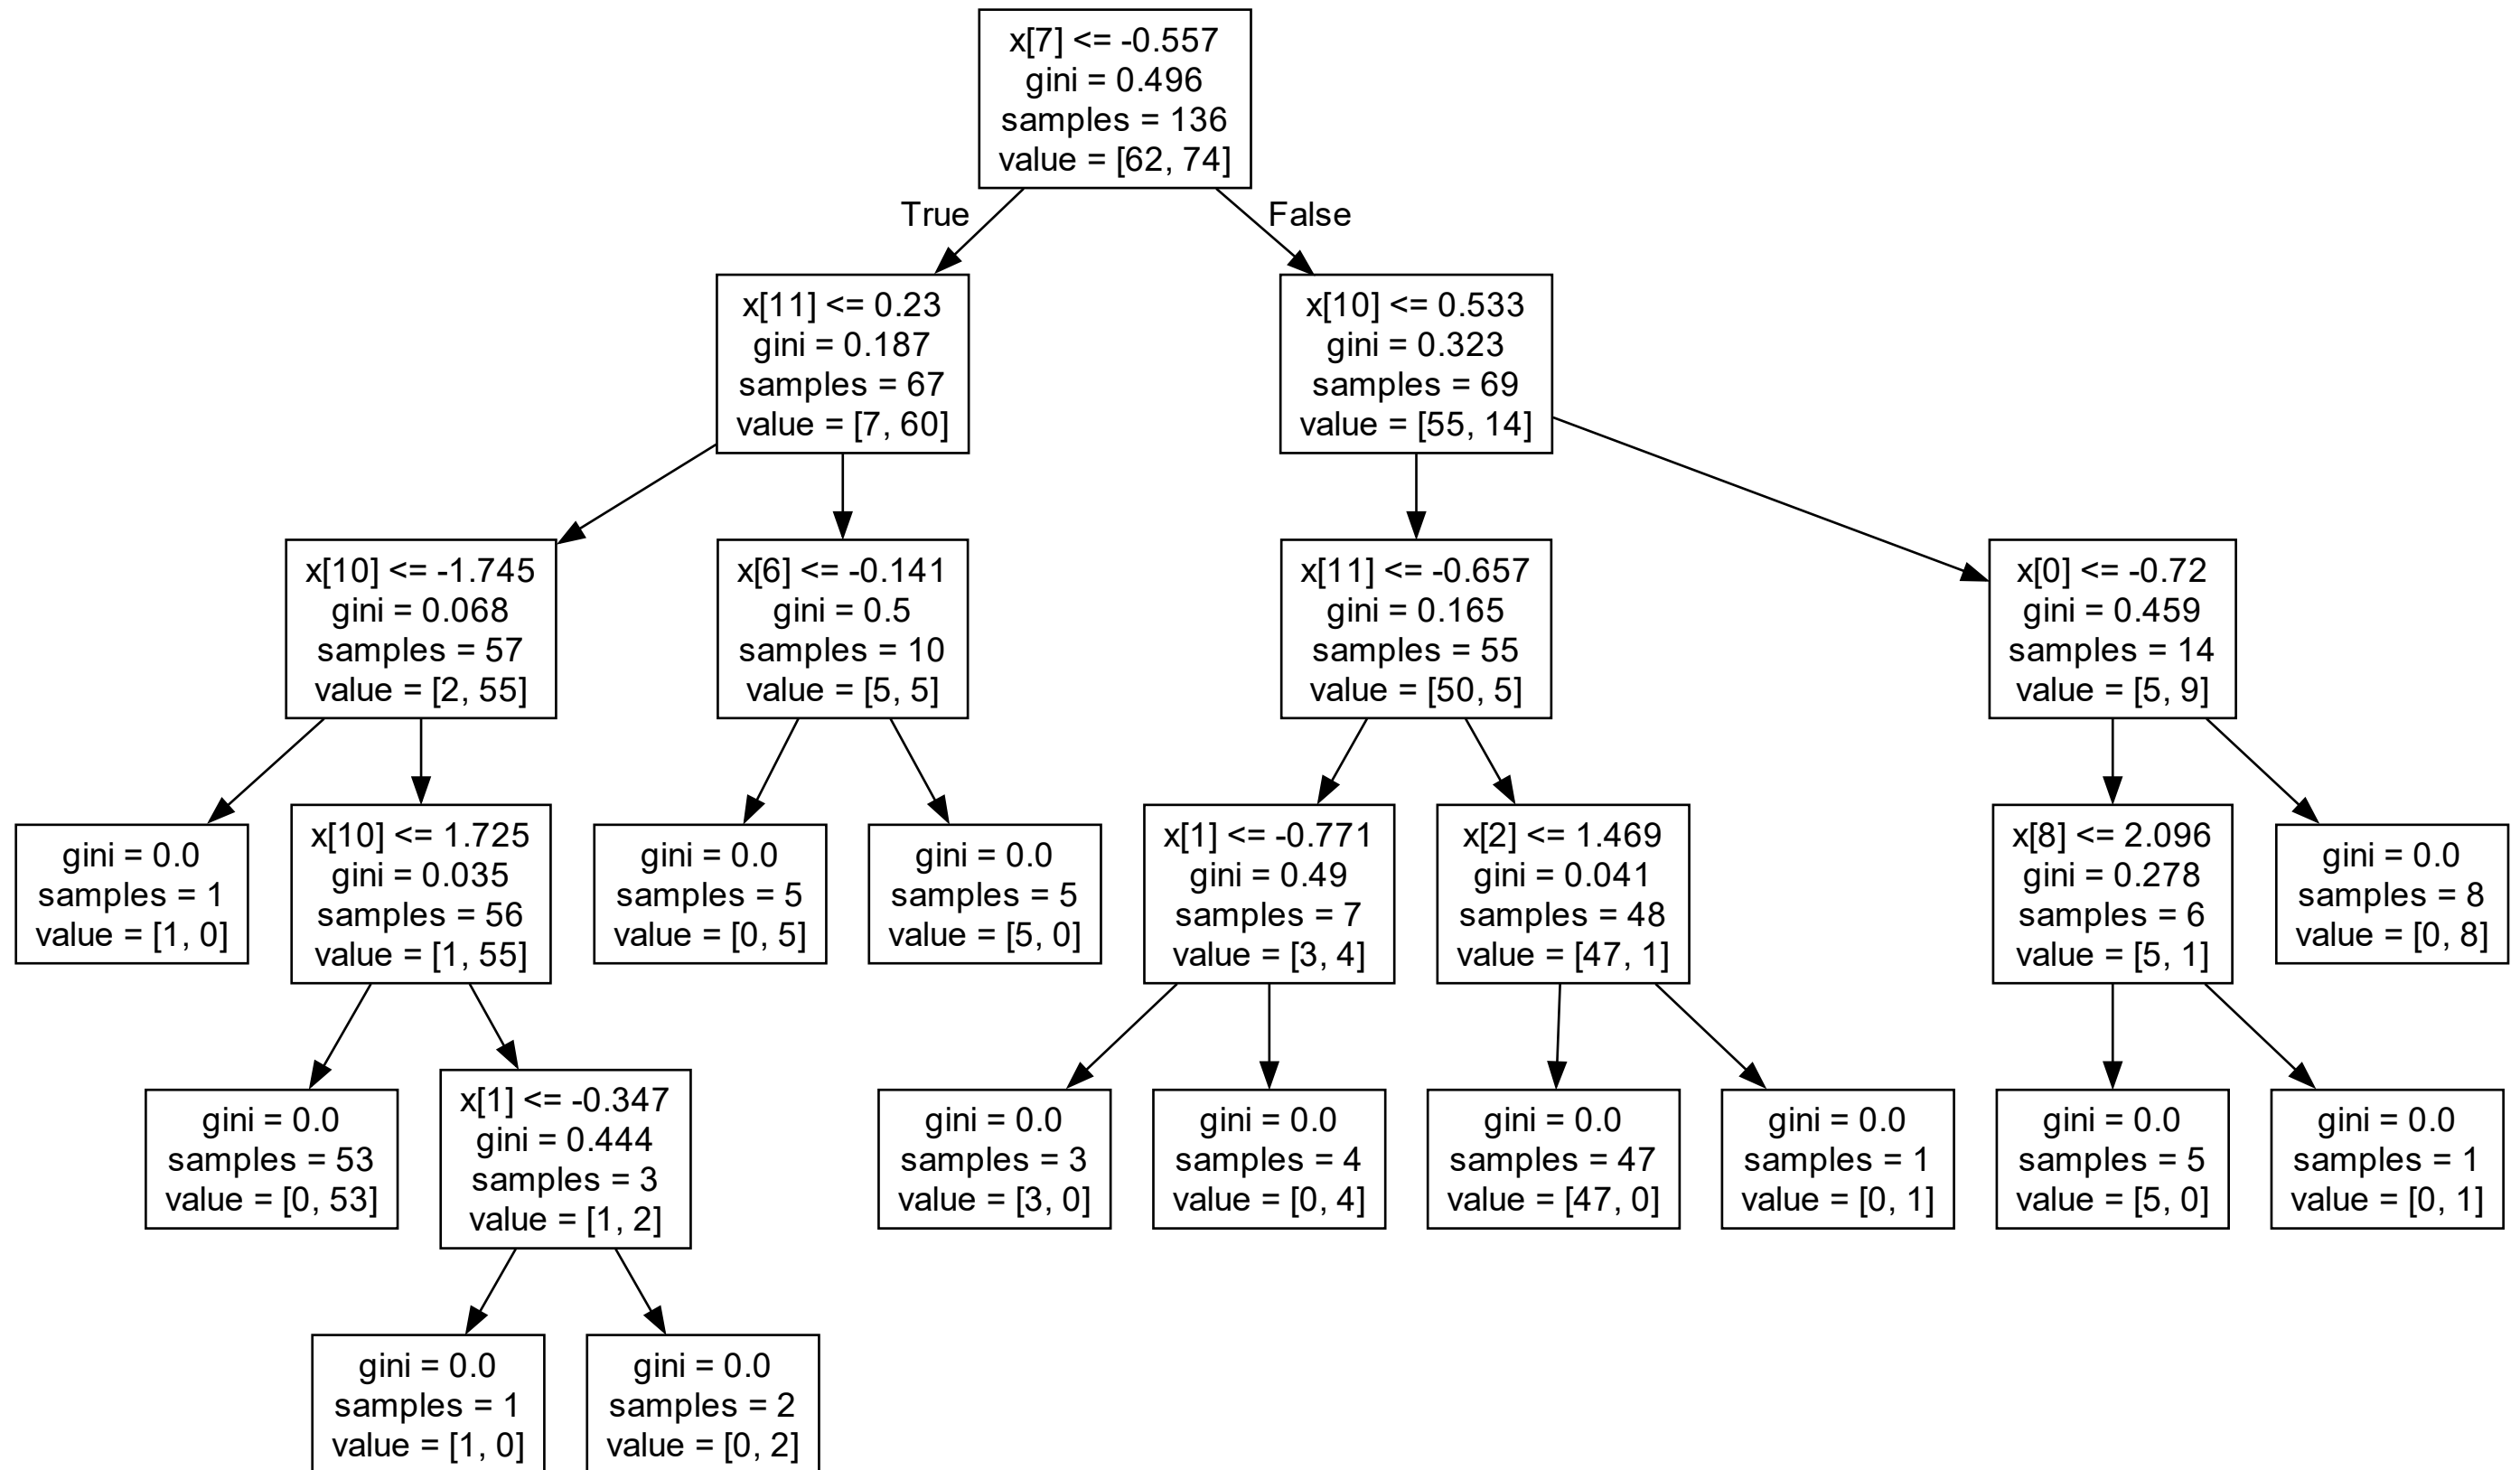 x[7] <= -0.557
gini = 0.496
samples = 136
value = [62, 74]
True
False
x[11] <= 0.23
gini = 0.187
samples = 67
value = [7, 60]
x[10] <= 0.533
gini = 0.323
samples = 69
value = [55, 14]
x[10] <= -1.745
gini = 0.068
samples = 57
value = [2, 55]
x[6] <= -0.141
gini = 0.5
samples = 10
value = [5, 5]
x[11] <= -0.657
gini = 0.165
samples = 55
value = [50, 5]
x[0] <= -0.72
gini = 0.459
samples = 14
value = [5, 9]
gini = 0.0
samples = 1
value = [1, 0]
x[10] <= 1.725
gini = 0.035
samples = 56
value = [1, 55]
gini = 0.0
samples = 5
value = [0, 5]
gini = 0.0
samples = 5
value = [5, 0]
x[1] <= -0.771
gini = 0.49
samples = 7
value = [3, 4]
x[2] <= 1.469
gini = 0.041
samples = 48
value = [47, 1]
x[8] <= 2.096
gini = 0.278
samples = 6
value = [5, 1]
gini = 0.0
samples = 8
value = [0, 8]
gini = 0.0
samples = 53
value = [0, 53]
x[1] <= -0.347
gini = 0.444
samples = 3
value = [1, 2]
gini = 0.0
samples = 3
value = [3, 0]
gini = 0.0
samples = 4
value = [0, 4]
gini = 0.0
samples = 47
value = [47, 0]
gini = 0.0
samples = 1
value = [0, 1]
gini = 0.0
samples = 5
value = [5, 0]
gini = 0.0
samples = 1
value = [0, 1]
gini = 0.0
samples = 1
value = [1, 0]
gini = 0.0
samples = 2
value = [0, 2]